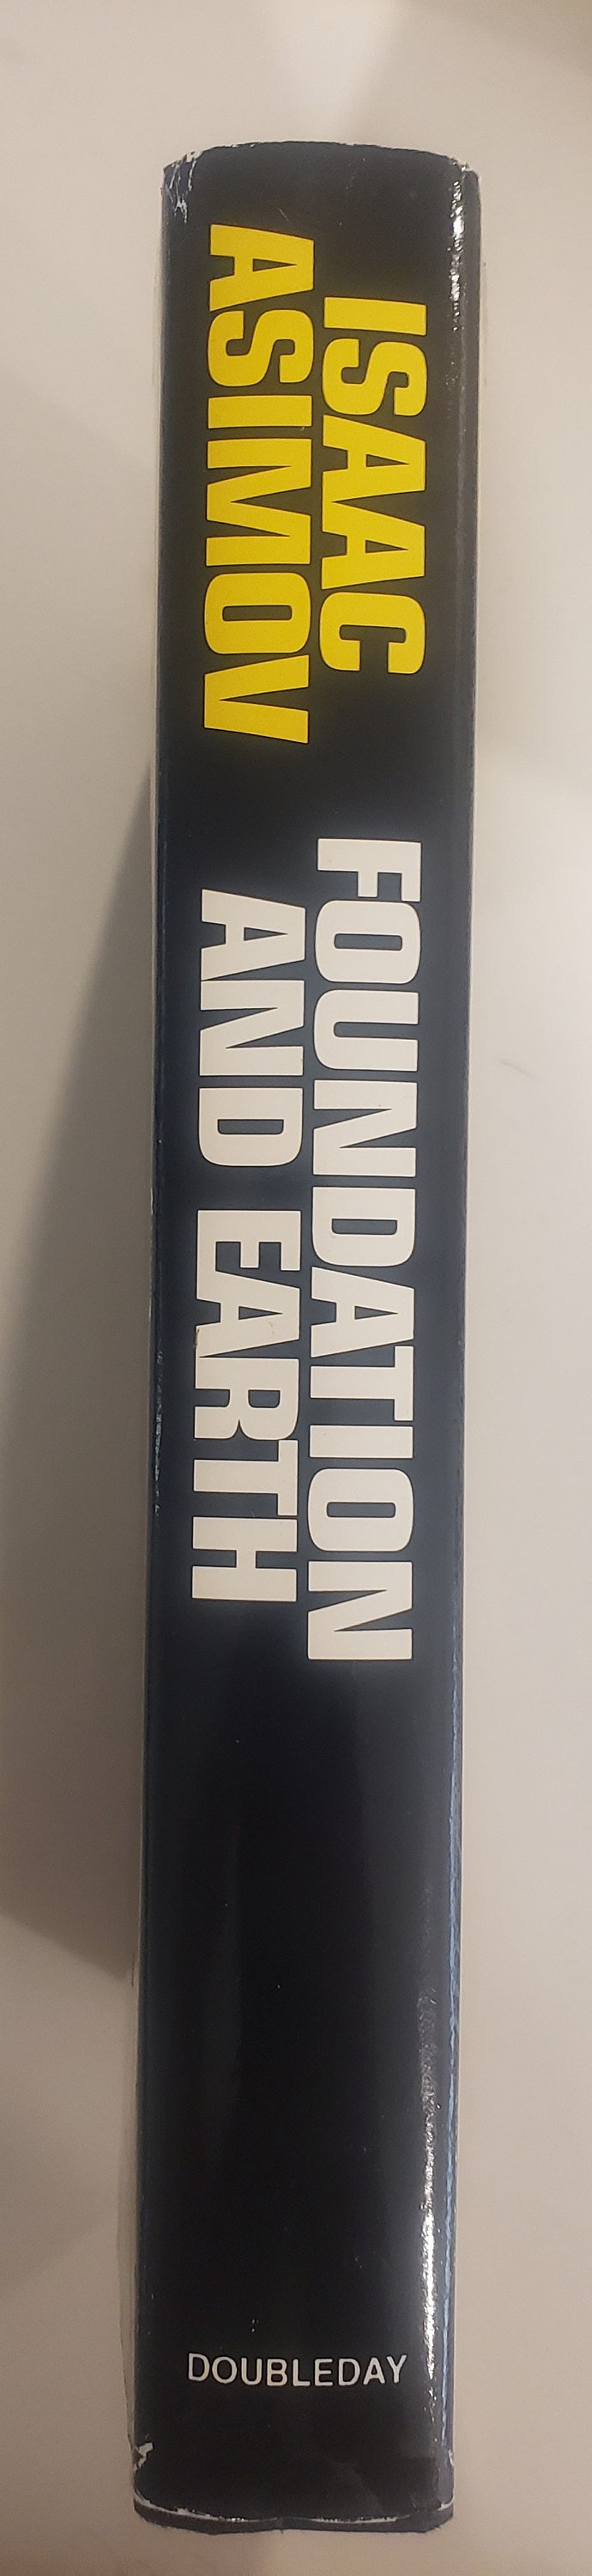 ISAAC
ASIMOV
FOUNDATION
AND EARTH
DOUBLEDAY